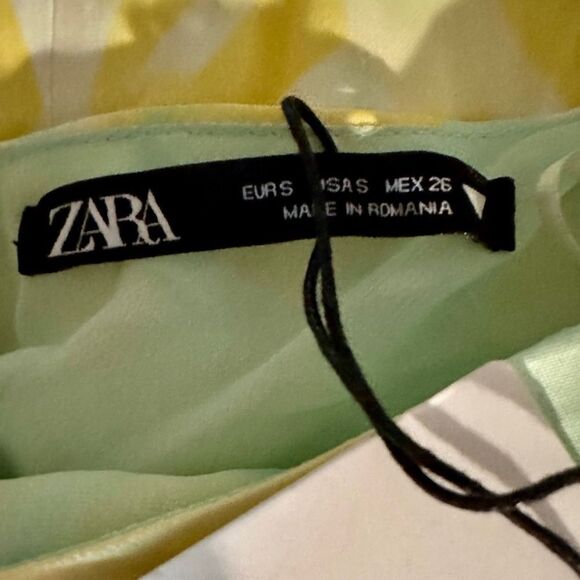 ZARA
EUR S USA S MEX 26
MADE IN ROMANIA